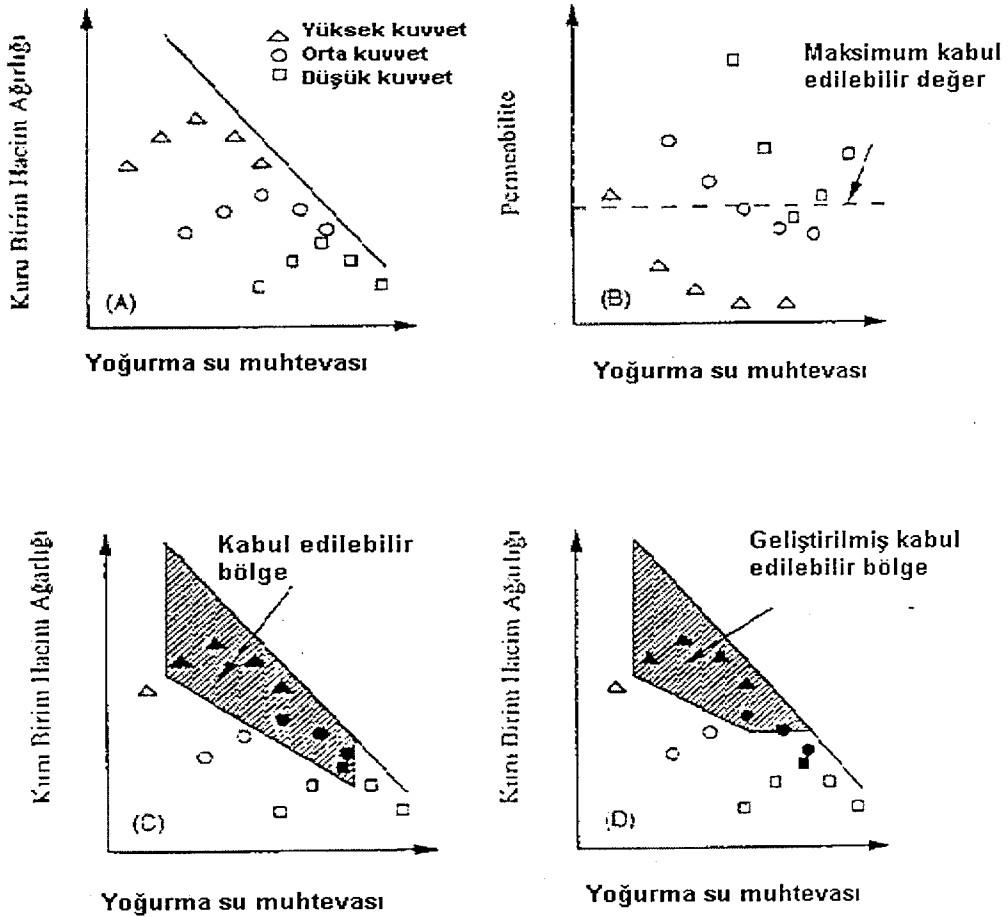 Kuru Birim Hacim Ağırlığı
Yüksek kuvvet
Orta kuvvet
Düşük kuvvet
(A)
Yoğurma su muhtevası
Permeabilite
Maksimum kabul
edilebilir değer
(B)
Yoğurma su muhtevası
Kuru Birim Hacim Ağarlığı
Kabul edilebilir
bölge
(C)
Yoğurma su muhtevası
Kuru Birim Hacim Ağarlığı
Geliştirilmiş kabul
edilebilir bölge
(D)
Yoğurma su muhtevası